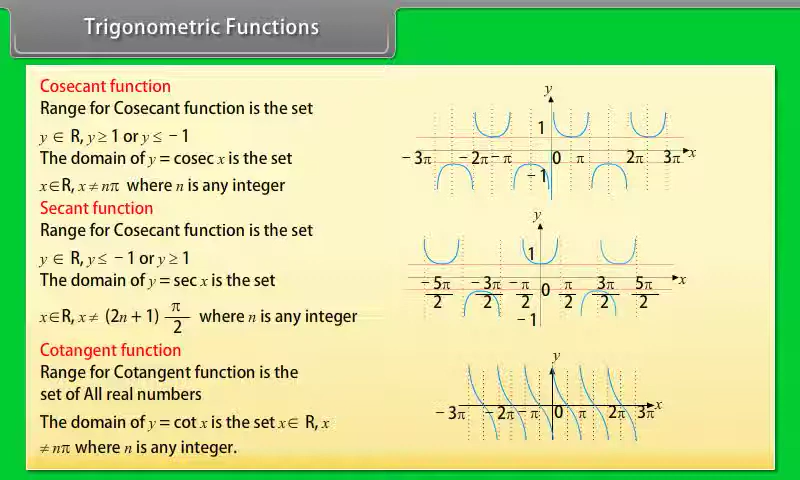 Trigonometric Functions
Cosecant function
Range for Cosecant function is the set
y ∈ R, y ≥ 1 or y ≤ − 1
The domain of y = cosec x is the set
x∈R, x ≠ nπ where n is any integer
Secant function
Range for Cosecant function is the set
y ∈ R, y ≤ − 1 or y ≥ 1
The domain of y = sec x is the set
x∈R, x ≠ (2n + 1) π/2 where n is any integer
Cotangent function
Range for Cotangent function is the
set of All real numbers
The domain of y = cot x is the set x∈ R, x
≠ nπ where n is any integer.
y
1
− 3π − 2π − π 0 π 2π 3π x
− 1
y
1
− 5π/2 − 3π/2 − π/2 0 π/2 3π/2 5π/2 x
− 1
y
− 3π − 2π − π 0 π 2π 3π x